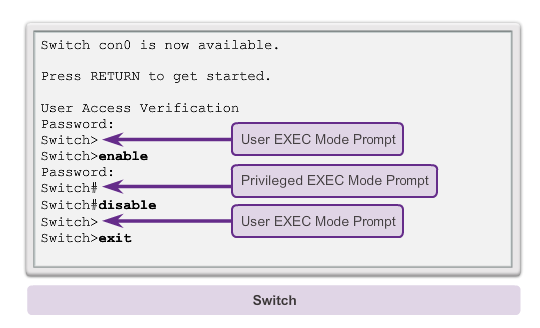 Switch con0 is now available.
Press RETURN to get started.
User Access Verification
Password:
Switch>
User EXEC Mode Prompt
Switch>enable
Password:
Switch#
Privileged EXEC Mode Prompt
Switch#disable
Switch>
User EXEC Mode Prompt
Switch>exit
Switch